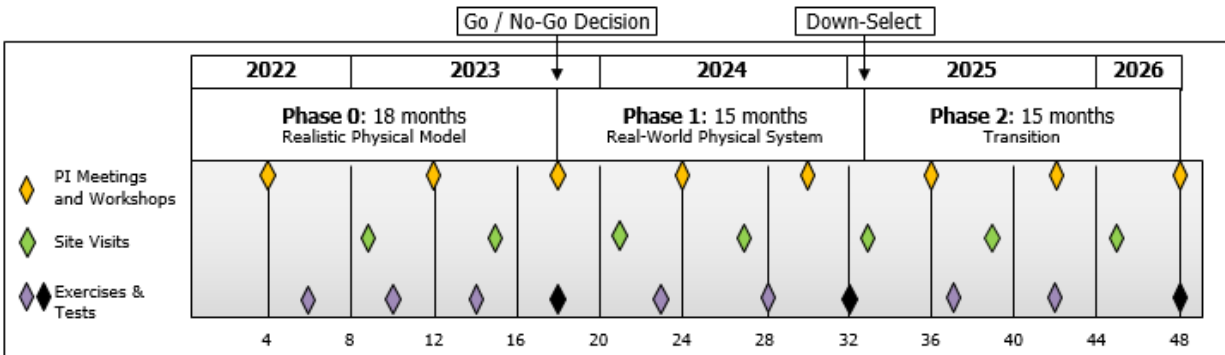 Go / No-Go Decision
Down-Select
2022
2023
2024
2025
2026
Phase 0: 18 months
Realistic Physical Model
Phase 1: 15 months
Real-World Physical System
Phase 2: 15 months
Transition
PI Meetings
and Workshops
Site Visits
Exercises &
Tests
4
8
12
16
20
24
28
32
36
40
44
48